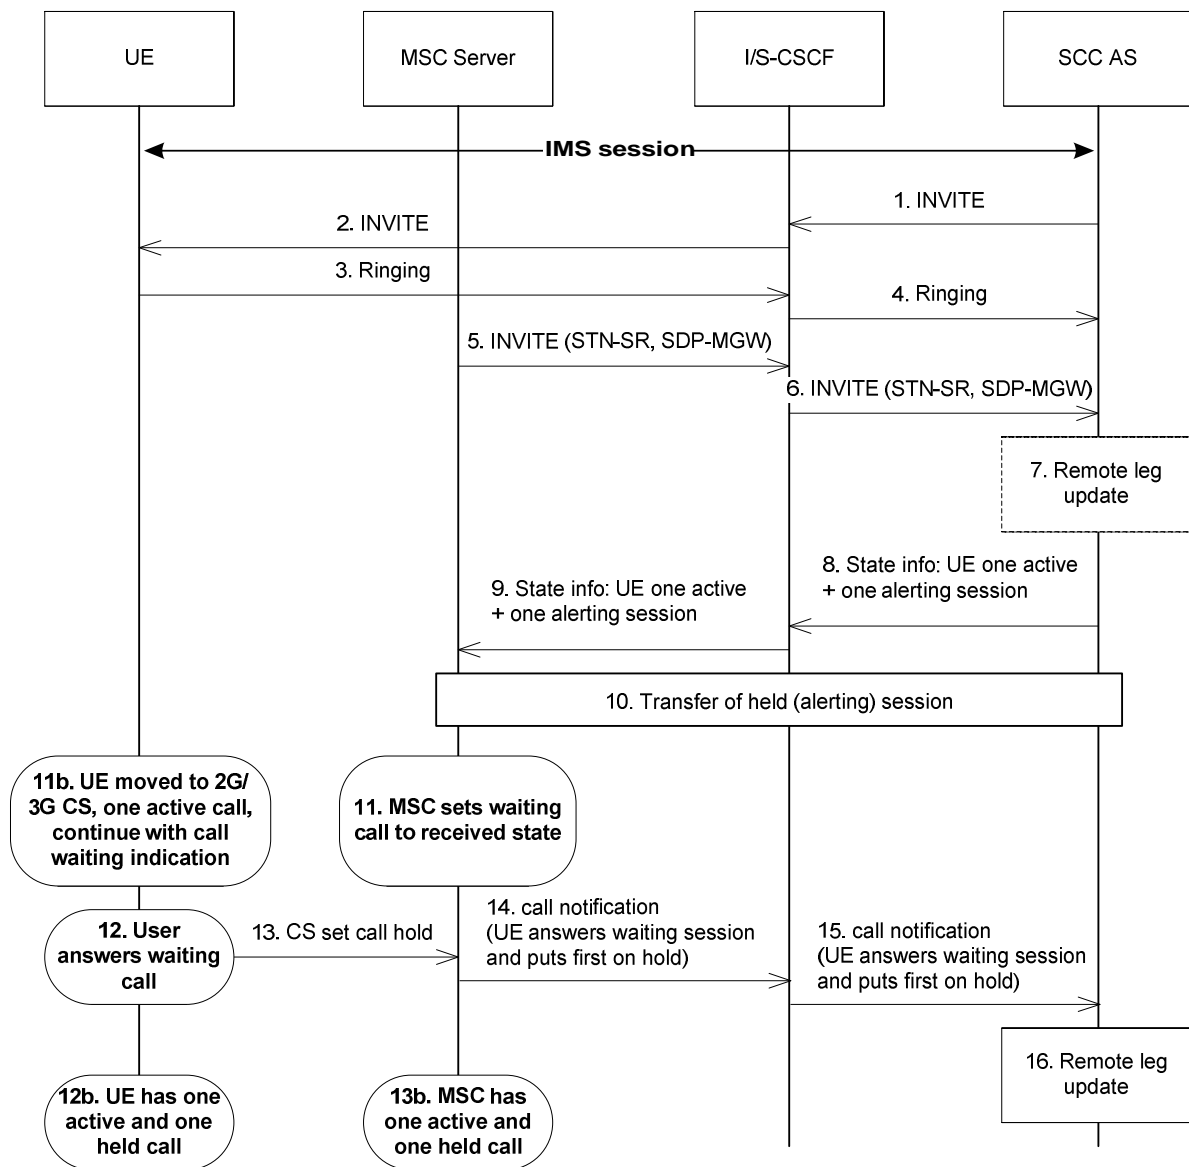 UE
MSC Server
I/S-CSCF
SCC AS
IMS session
1. INVITE
2. INVITE
3. Ringing
4. Ringing
5. INVITE (STN-SR, SDP-MGW)
6. INVITE (STN-SR, SDP-MGW)
7. Remote leg
update
8. State info: UE one active
+ one alerting session
9. State info: UE one active
+ one alerting session
10. Transfer of held (alerting) session
11b. UE moved to 2G/
3G CS, one active call,
continue with call
waiting indication
11. MSC sets waiting
call to received state
12. User
answers waiting
call
13. CS set call hold
14. call notification
(UE answers waiting session
and puts first on hold)
15. call notification
(UE answers waiting session
and puts first on hold)
16. Remote leg
update
12b. UE has one
active and one
held call
13b. MSC has
one active and
one held call